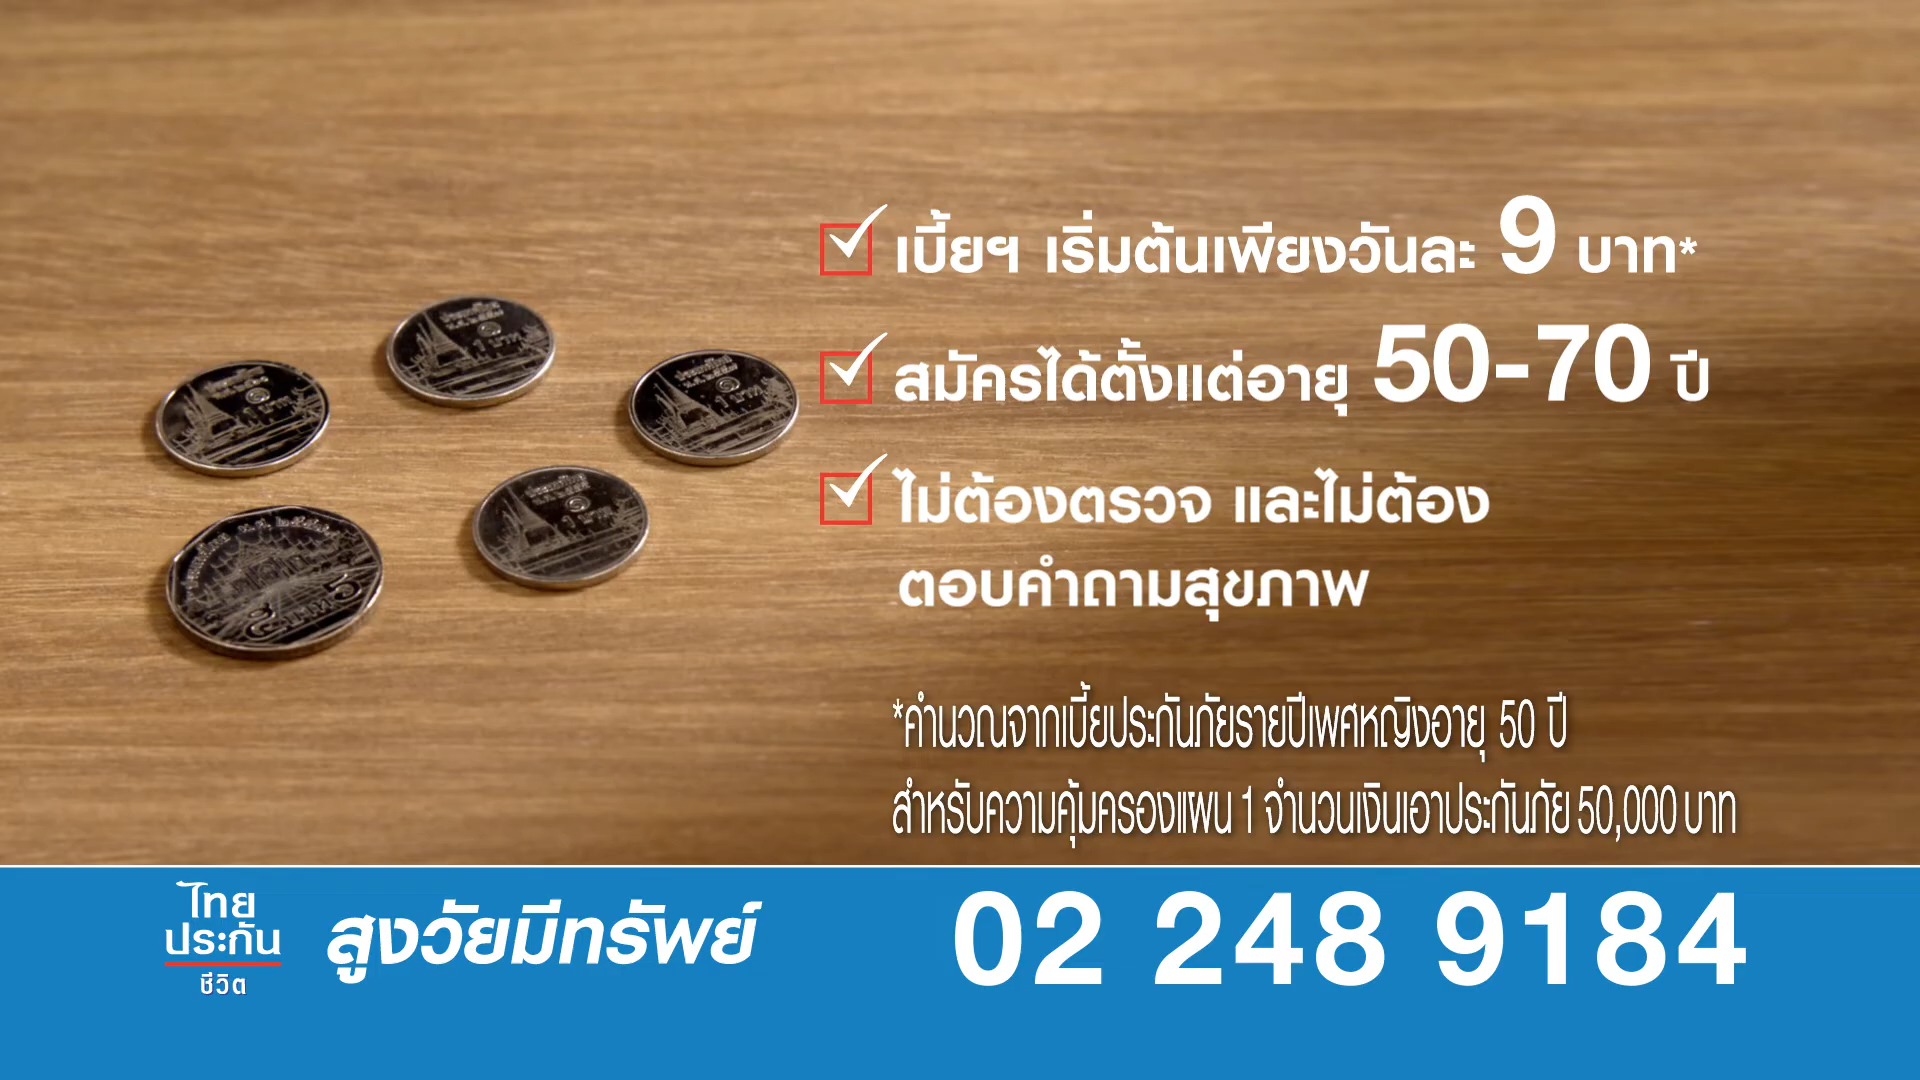 เบี้ยฯ เริ่มต้นเพียงวันละ 9 บาท*
สมัครได้ตั้งแต่อายุ 50-70 ปี
ไม่ต้องตรวจ และไม่ต้อง
ตอบคำถามสุขภาพ
*คำนวณจากเบี้ยประกันภัยรายปีเพศหญิงอายุ 50 ปี
สำหรับความคุ้มครองแผน 1 จำนวนเงินเอาประกันภัย 50,000 บาท
ไทย
ประกัน
ชีวิต
สูงวัยมีทรัพย์
02 248 9184